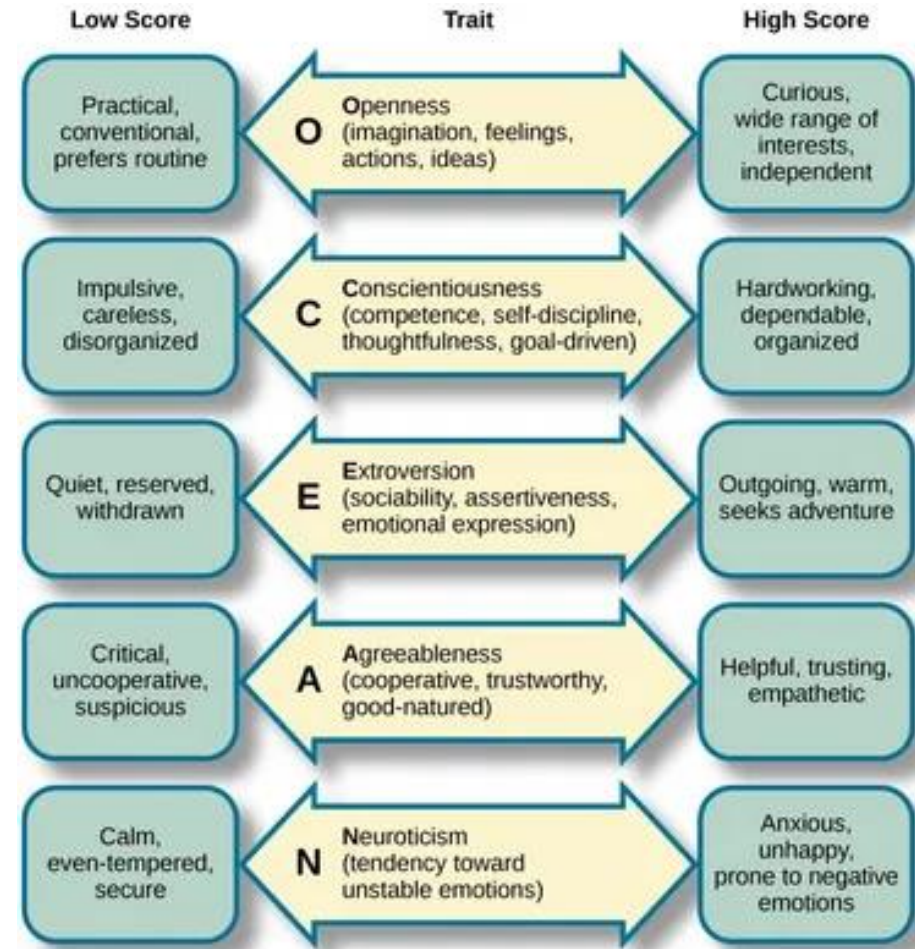 Low Score
Trait
High Score
Practical,
conventional,
prefers routine
O
Openness
(imagination, feelings,
actions, ideas)
Curious,
wide range of
interests,
independent
Impulsive,
careless,
disorganized
C
Conscientiousness
(competence, self-discipline,
thoughtfulness, goal-driven)
Hardworking,
dependable,
organized
Quiet, reserved,
withdrawn
E
Extroversion
(sociability, assertiveness,
emotional expression)
Outgoing, warm,
seeks adventure
Critical,
uncooperative,
suspicious
A
Agreeableness
(cooperative, trustworthy,
good-natured)
Helpful, trusting,
empathetic
Calm,
even-tempered,
secure
N
Neuroticism
(tendency toward
unstable emotions)
Anxious,
unhappy,
prone to negative
emotions